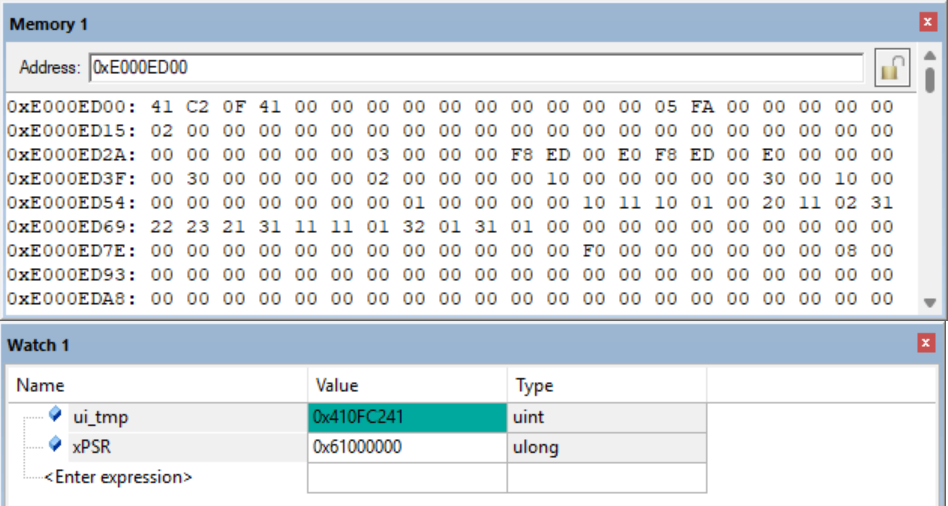 Memory 1
Address: 0xE000ED00
0xE000ED00: 41 C2 0F 41 00 00 00 00 00 00 00 00 00 00 05 FA 00 00 00 00 00
0xE000ED15: 02 00 00 00 00 00 00 00 00 00 00 00 00 00 00 00 00 00 00 00 00
0xE000ED2A: 00 00 00 00 00 00 03 00 00 00 F8 ED 00 E0 F8 ED 00 E0 00 00 00
0xE000ED3F: 00 30 00 00 00 00 02 00 00 00 00 10 00 00 00 00 00 30 00 10 00
0xE000ED54: 00 00 00 00 00 00 00 01 00 00 00 00 10 11 10 01 00 20 11 02 31
0xE000ED69: 22 23 21 31 11 11 01 32 01 31 01 00 00 00 00 00 00 00 00 00 00
0xE000ED7E: 00 00 00 00 00 00 00 00 00 00 00 00 F0 00 00 00 00 00 00 08 00
0xE000ED93: 00 00 00 00 00 00 00 00 00 00 00 00 00 00 00 00 00 00 00 00 00
0xE000EDA8: 00 00 00 00 00 00 00 00 00 00 00 00 00 00 00 00 00 00 00 00 00
Watch 1
Name Value Type
ui_tmp 0x410FC241 uint
xPSR 0x61000000 ulong
<Enter expression>